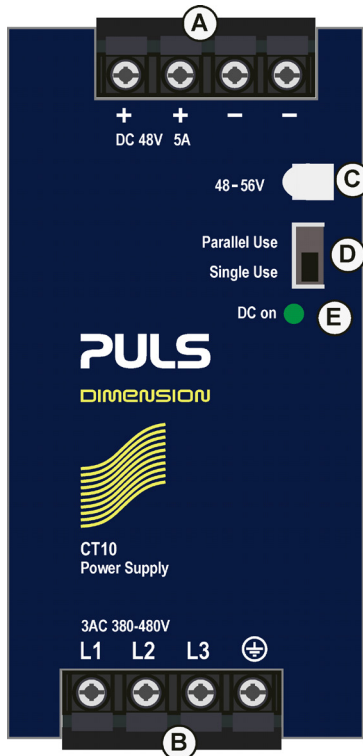 A
+ + – –
DC 48V 5A
48–56V
C
Parallel Use
D
Single Use
DC on
E
PULS
DIMENSION
CT10
Power Supply
3AC 380-480V
L1 L2 L3
B